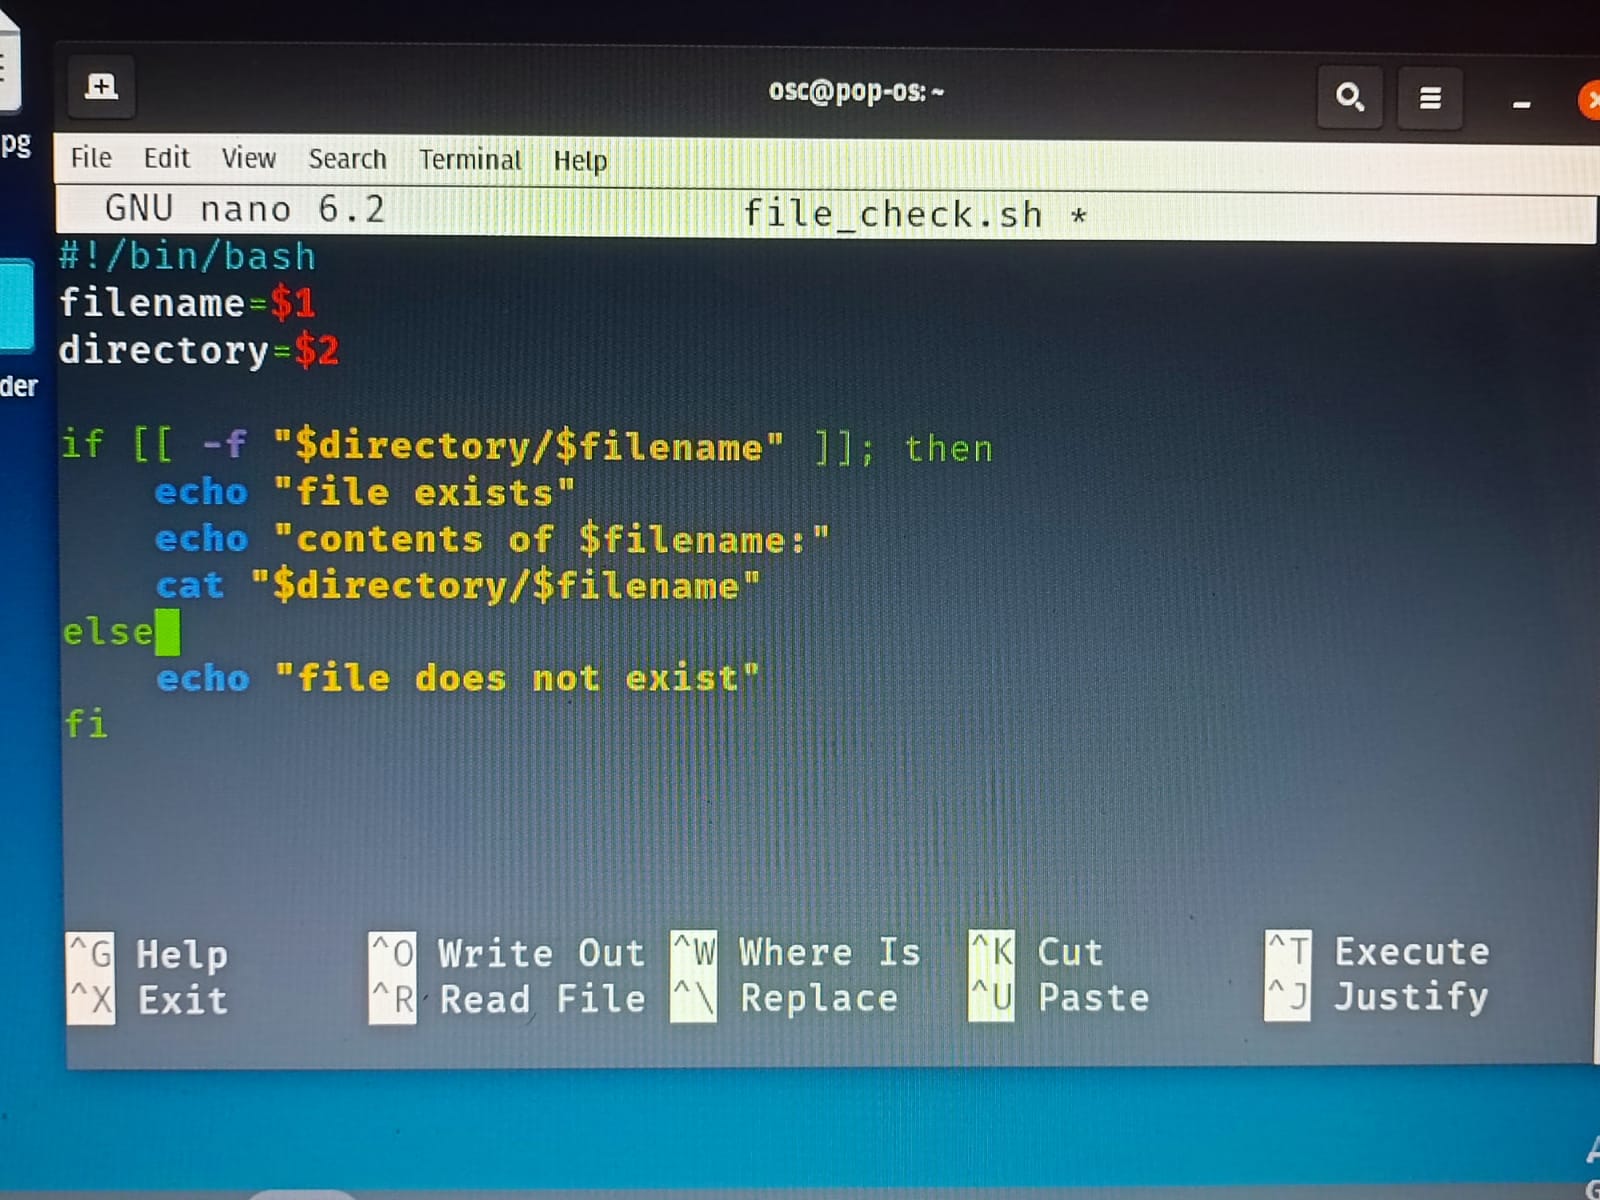 pg
der
osc@pop-os: ~
File Edit View Search Terminal Help
GNU nano 6.2 file_check.sh *
#!/bin/bash
filename=$1
directory=$2
if [[ -f "$directory/$filename" ]]; then
    echo "file exists"
    echo "contents of $filename:"
    cat "$directory/$filename"
else
    echo "file does not exist"
fi
^G Help ^O Write Out ^W Where Is ^K Cut ^T Execute
^X Exit ^R Read File ^\ Replace ^U Paste ^J Justify